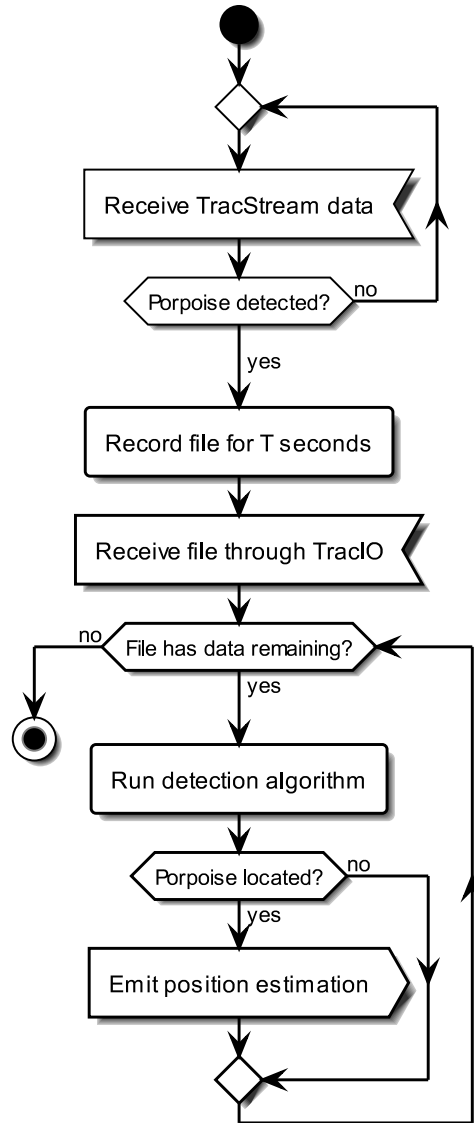 Receive TracStream data
Porpoise detected?
no
yes
Record file for T seconds
Receive file through TracIO
no
File has data remaining?
yes
Run detection algorithm
Porpoise located?
no
yes
Emit position estimation